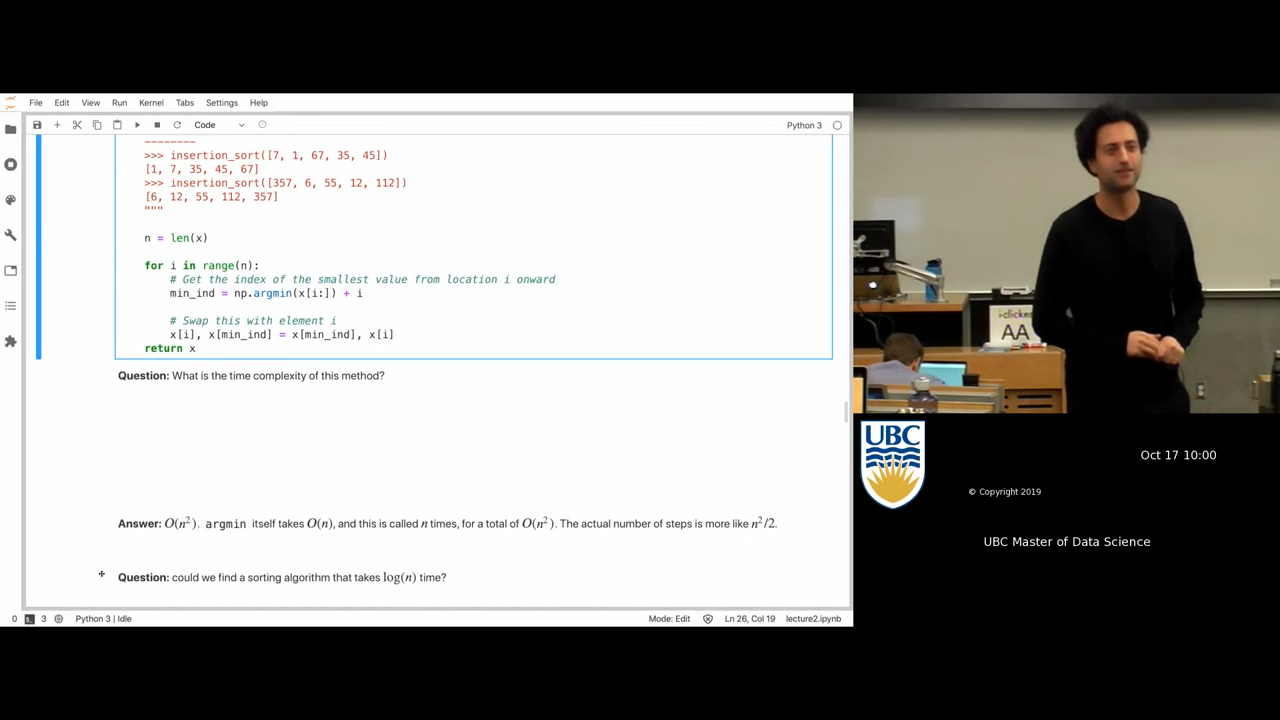 File Edit View Run Kernel Tabs Settings Help
Code
Python 3
--------
>>> insertion_sort([7, 1, 67, 35, 45])
[1, 7, 35, 45, 67]
>>> insertion_sort([357, 6, 55, 12, 112])
[6, 12, 55, 112, 357]
"""
n = len(x)
for i in range(n):
# Get the index of the smallest value from location i onward
min_ind = np.argmin(x[i:]) + i
# Swap this with element i
x[i], x[min_ind] = x[min_ind], x[i]
return x
Question: What is the time complexity of this method?
Answer: O(n²). argmin itself takes O(n), and this is called n times, for a total of O(n²). The actual number of steps is more like n²/2.
Question: could we find a sorting algorithm that takes log(n) time?
0 3 Python 3 | Idle
Mode: Edit Ln 26, Col 19 lecture2.ipynb
i>clicker
AA
UBC
Oct 17 10:00
© Copyright 2019
UBC Master of Data Science